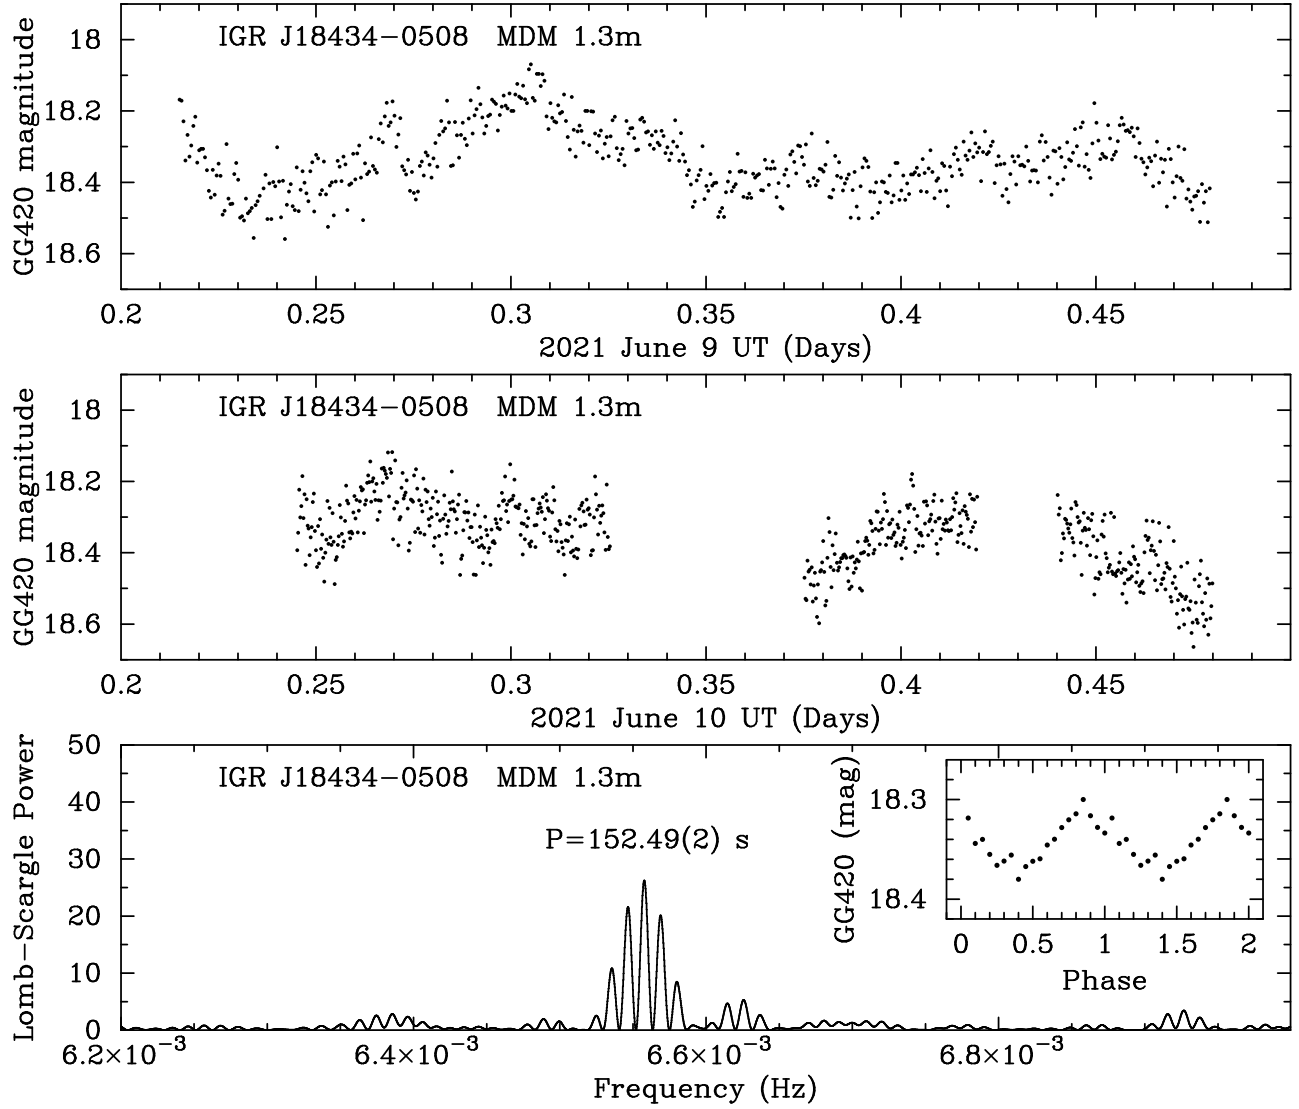 IGR J18434−0508 MDM 1.3m
GG420 magnitude
18
18.2
18.4
18.6
0.2 0.25 0.3 0.35 0.4 0.45
2021 June 9 UT (Days)
IGR J18434−0508 MDM 1.3m
GG420 magnitude
18
18.2
18.4
18.6
0.2 0.25 0.3 0.35 0.4 0.45
2021 June 10 UT (Days)
IGR J18434−0508 MDM 1.3m
P=152.49(2) s
Lomb−Scargle Power
50
40
30
20
10
0
6.2×10⁻³ 6.4×10⁻³ 6.6×10⁻³ 6.8×10⁻³
Frequency (Hz)
GG420 (mag)
18.3
18.4
0 0.5 1 1.5 2
Phase